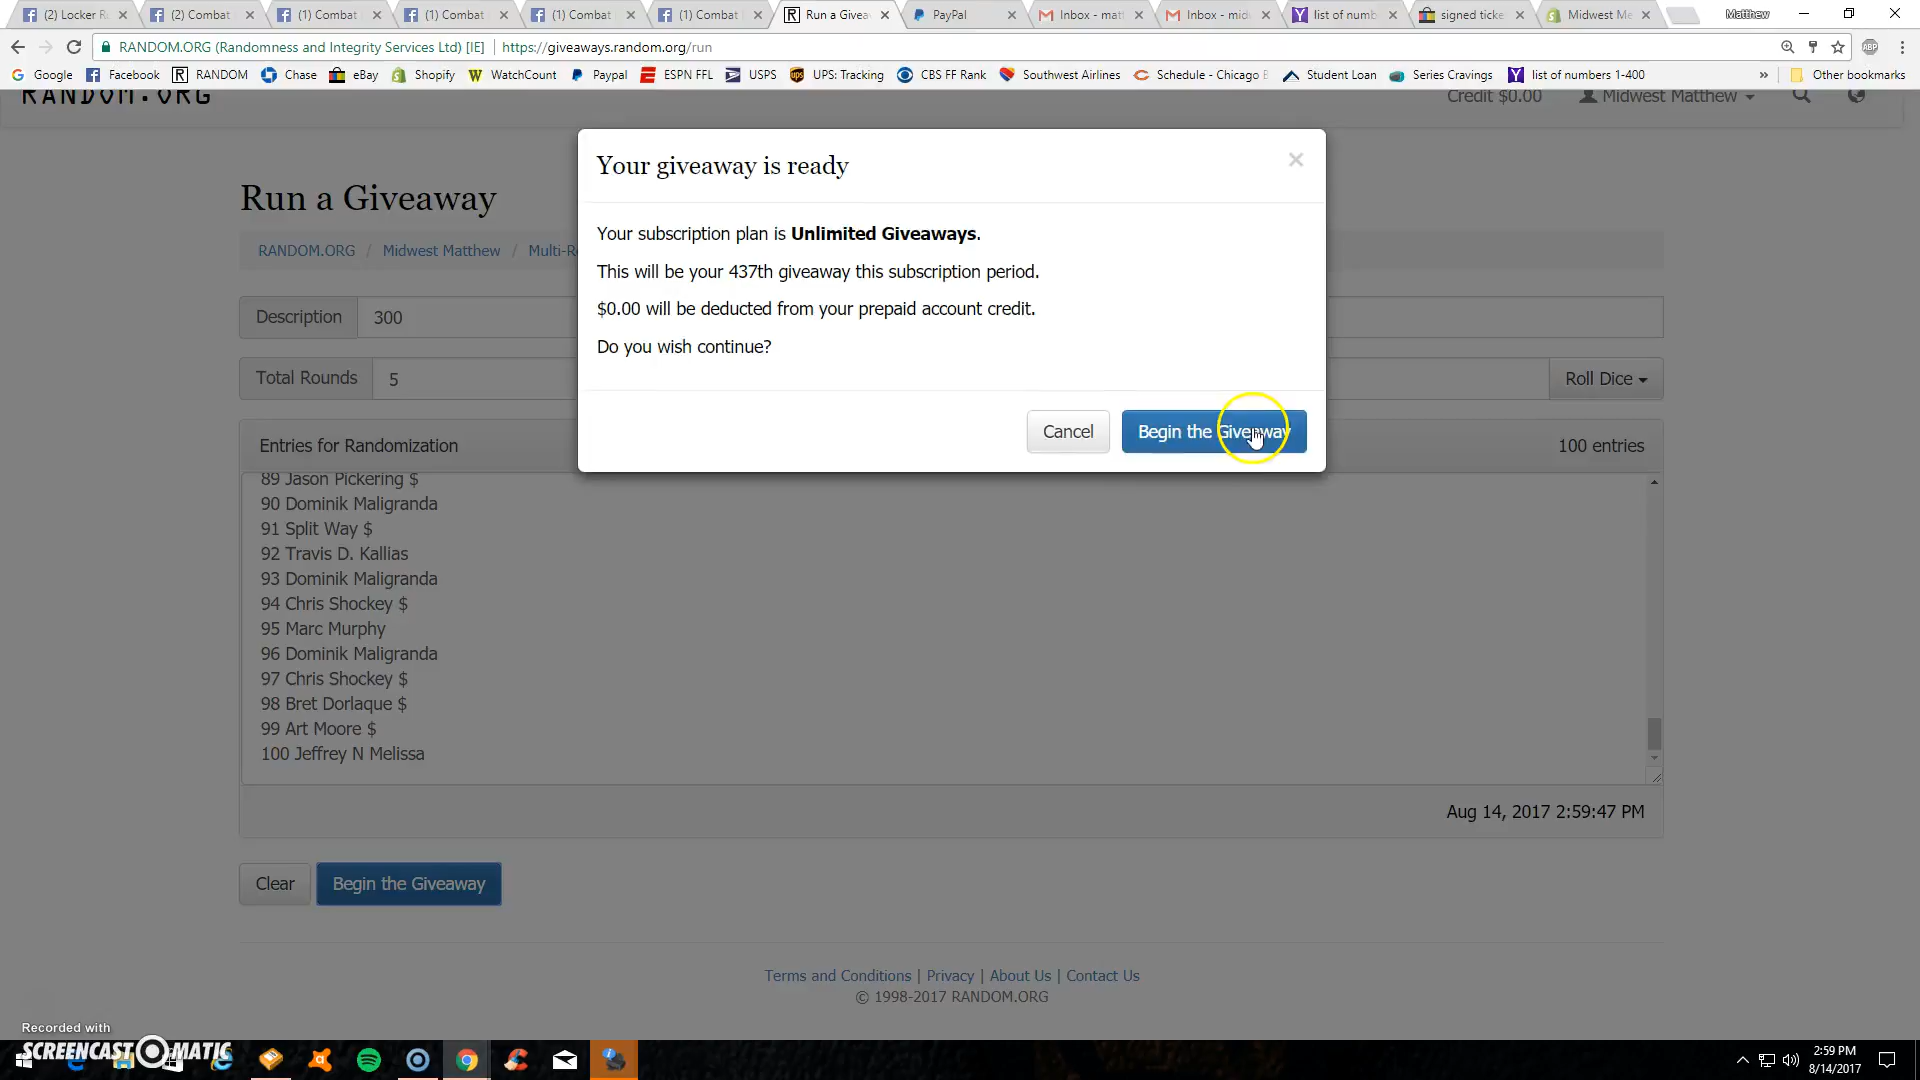 (2) Locker R
(2) Combat
(1) Combat
(1) Combat
(1) Combat
(1) Combat
Run a Givea
PayPal
Inbox - mat
Inbox - mid
list of numb
signed ticke
Midwest Me
Matthew
RANDOM.ORG (Randomness and Integrity Services Ltd) [IE]
https://giveaways.random.org/run
ABP
Google
Facebook
RANDOM
Chase
eBay
Shopify
WatchCount
Paypal
ESPN FFL
USPS
UPS: Tracking
CBS FF Rank
Southwest Airlines
Schedule - Chicago B
Student Loan
Series Cravings
list of numbers 1-400
» Other bookmarks
RANDOM.ORG
Credit $0.00
Midwest Matthew
Your giveaway is ready
×
Your subscription plan is Unlimited Giveaways.
This will be your 437th giveaway this subscription period.
$0.00 will be deducted from your prepaid account credit.
Do you wish continue?
Cancel
Begin the Giveaway
Run a Giveaway
RANDOM.ORG / Midwest Matthew / Multi-R
Description 300
Total Rounds 5
Roll Dice
Entries for Randomization
100 entries
89 Jason Pickering $
90 Dominik Maligranda
91 Split Way $
92 Travis D. Kallias
93 Dominik Maligranda
94 Chris Shockey $
95 Marc Murphy
96 Dominik Maligranda
97 Chris Shockey $
98 Bret Dorlaque $
99 Art Moore $
100 Jeffrey N Melissa
Aug 14, 2017 2:59:47 PM
Clear
Begin the Giveaway
Terms and Conditions | Privacy | About Us | Contact Us
© 1998-2017 RANDOM.ORG
Recorded with
SCREENCAST-O-MATIC
2:59 PM
8/14/2017